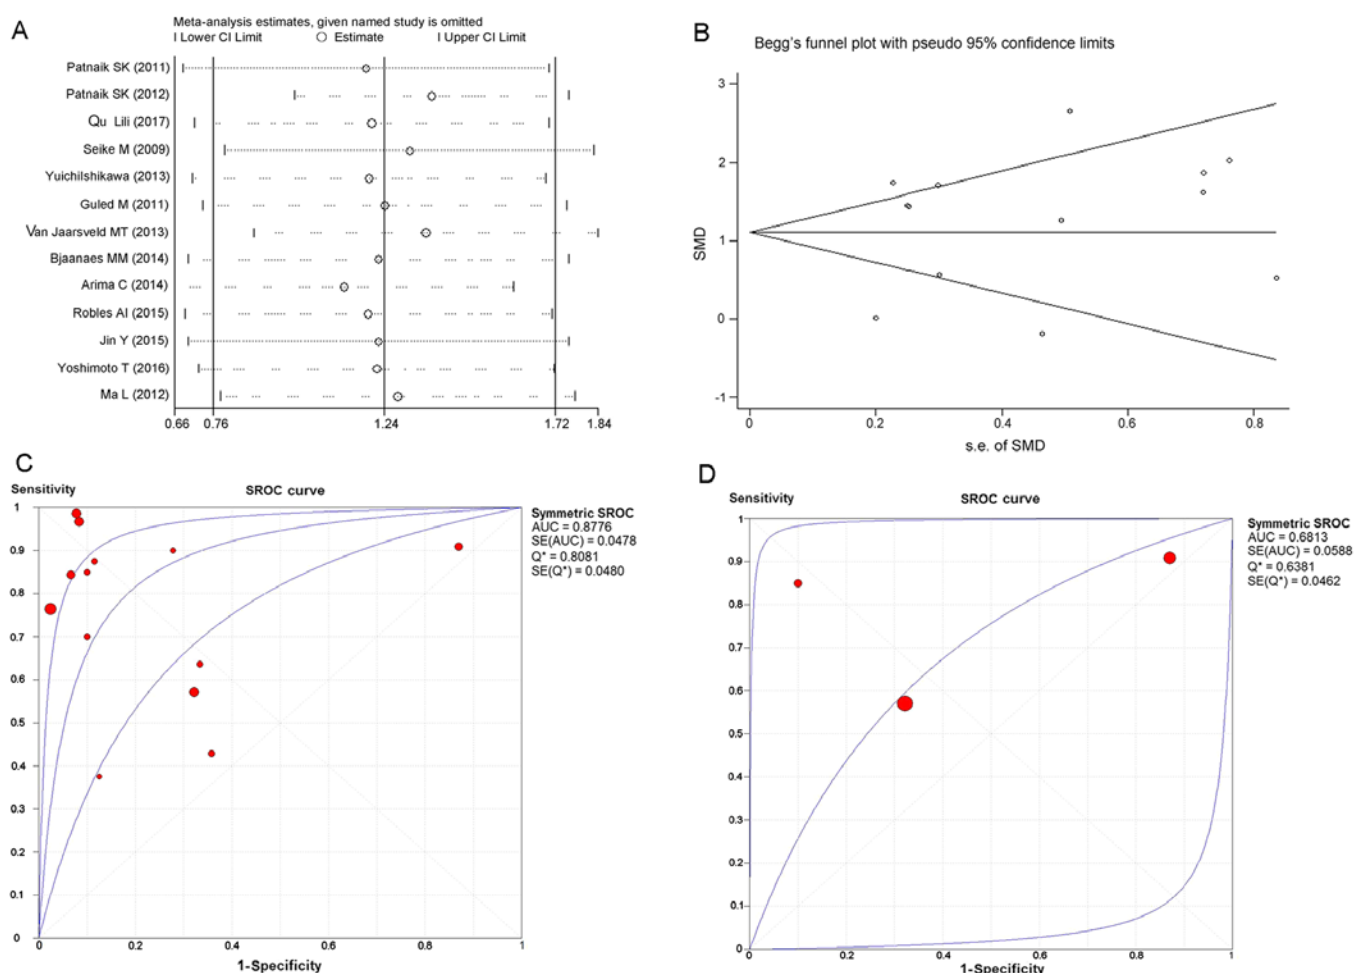 A
Meta-analysis estimates, given named study is omitted
I Lower CI Limit O Estimate I Upper CI Limit
Patnaik SK (2011)
Patnaik SK (2012)
Qu Lili (2017)
Seike M (2009)
YuichiIshikawa (2013)
Guled M (2011)
Van Jaarsveld MT (2013)
Bjaanaes MM (2014)
Arima C (2014)
Robles AI (2015)
Jin Y (2015)
Yoshimoto T (2016)
Ma L (2012)
0.66 0.76 1.24 1.72 1.84
B
Begg's funnel plot with pseudo 95% confidence limits
SMD
3
2
1
0
-1
0 0.2 0.4 0.6 0.8
s.e. of SMD
C
Sensitivity SROC curve
1
0.9
0.8
0.7
0.6
0.5
0.4
0.3
0.2
0.1
0
0 0.2 0.4 0.6 0.8 1
1-Specificity
Symmetric SROC
AUC = 0.8776
SE(AUC) = 0.0478
Q* = 0.8081
SE(Q*) = 0.0480
D
Sensitivity SROC curve
1
0.9
0.8
0.7
0.6
0.5
0.4
0.3
0.2
0.1
0
0 0.2 0.4 0.6 0.8 1
1-Specificity
Symmetric SROC
AUC = 0.6813
SE(AUC) = 0.0588
Q* = 0.6381
SE(Q*) = 0.0462